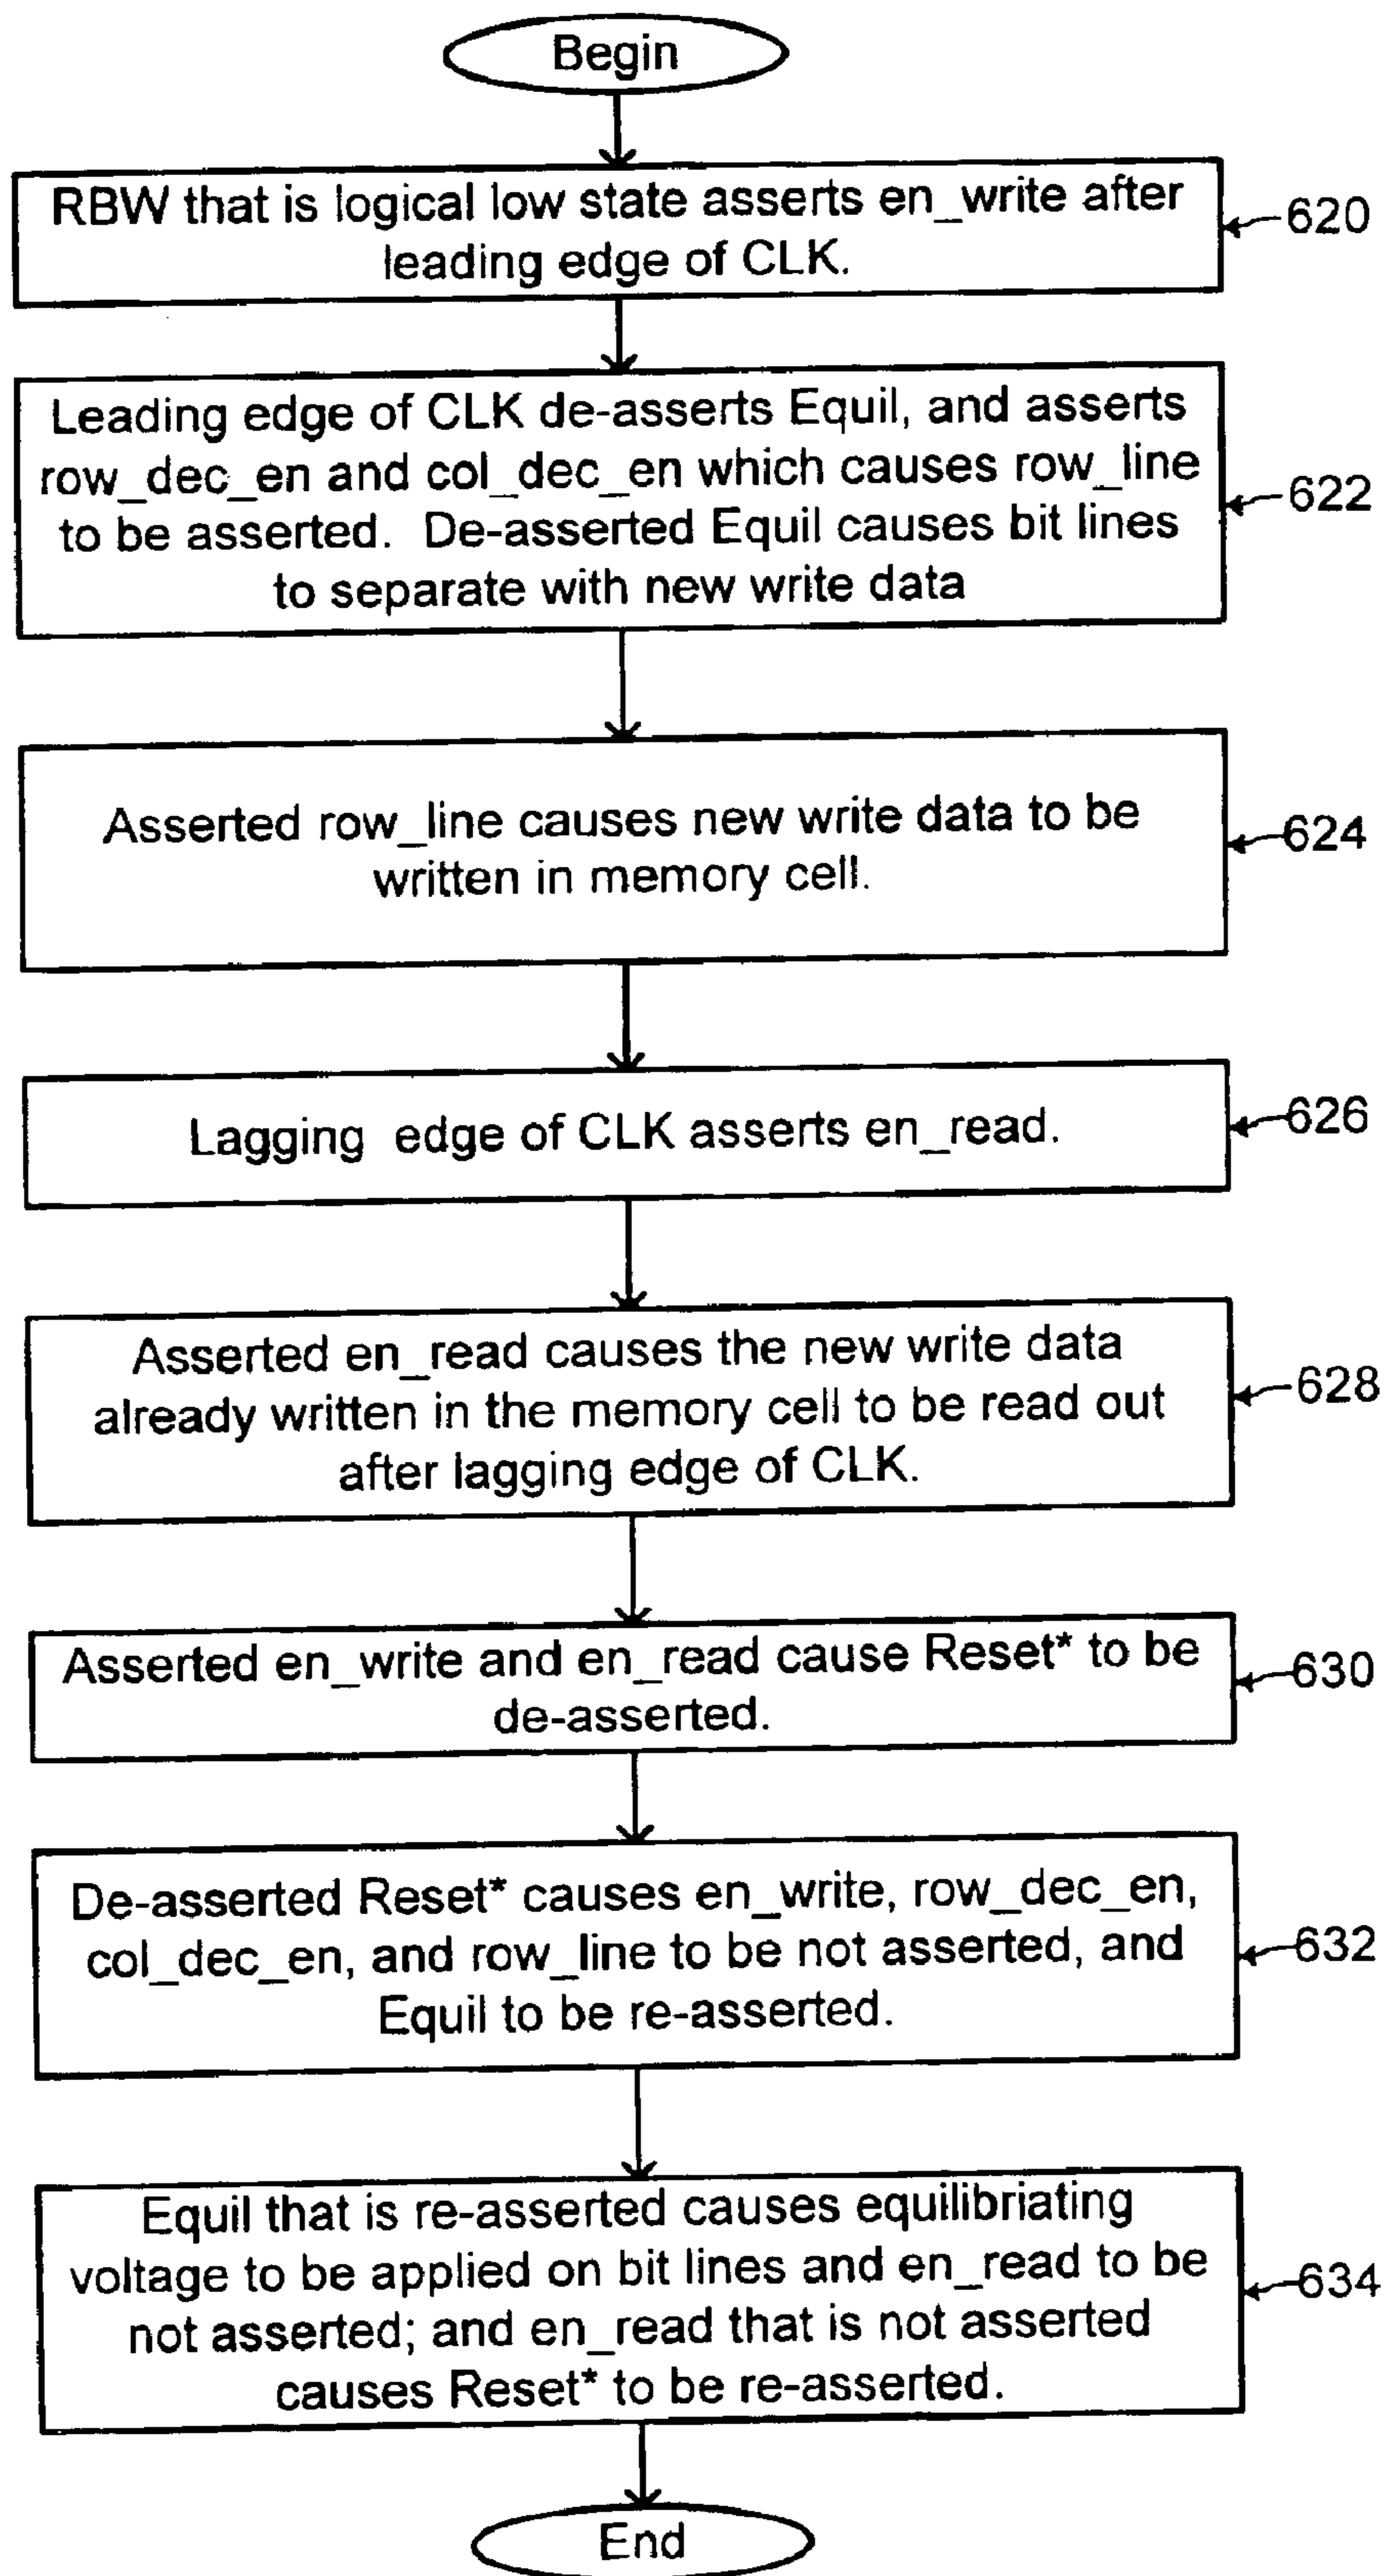 Begin
RBW that is logical low state asserts en_write after
leading edge of CLK.
620
Leading edge of CLK de-asserts Equil, and asserts
row_dec_en and col_dec_en which causes row_line
to be asserted. De-asserted Equil causes bit lines
to separate with new write data
622
Asserted row_line causes new write data to be
written in memory cell.
624
Lagging edge of CLK asserts en_read.
626
Asserted en_read causes the new write data
already written in the memory cell to be read out
after lagging edge of CLK.
628
Asserted en_write and en_read cause Reset* to be
de-asserted.
630
De-asserted Reset* causes en_write, row_dec_en,
col_dec_en, and row_line to be not asserted, and
Equil to be re-asserted.
632
Equil that is re-asserted causes equilibriating
voltage to be applied on bit lines and en_read to be
not asserted; and en_read that is not asserted
causes Reset* to be re-asserted.
634
End